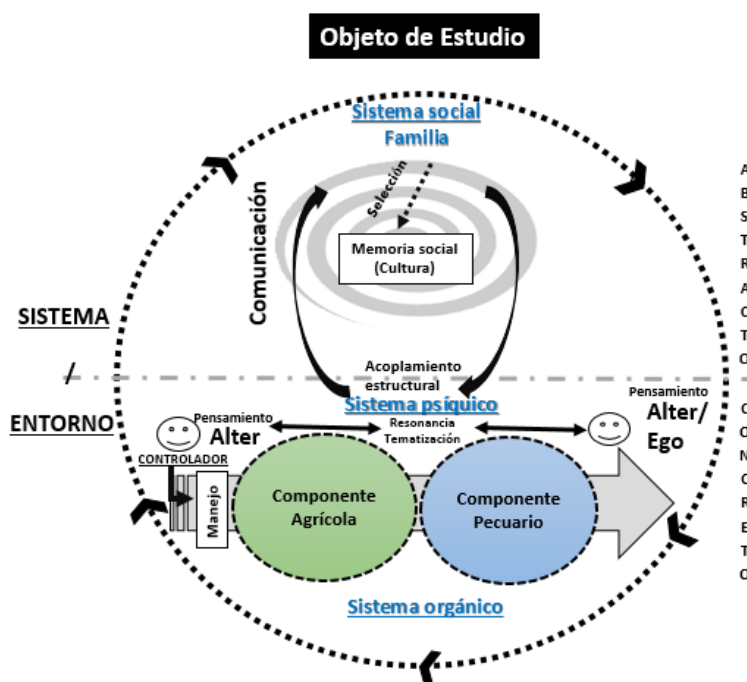 Objeto de Estudio
Sistema social
Familia
Selección
Comunicación
Memoria social
(Cultura)
SISTEMA
/
ENTORNO
Acoplamiento
estructural
Sistema psíquico
Resonancia
Tematización
Pensamiento
Alter
Pensamiento
Alter/
Ego
CONTROLADOR
Manejo
Componente
Agrícola
Componente
Pecuario
Sistema orgánico
A
B
S
T
R
A
C
T
O
C
O
N
C
R
E
T
O